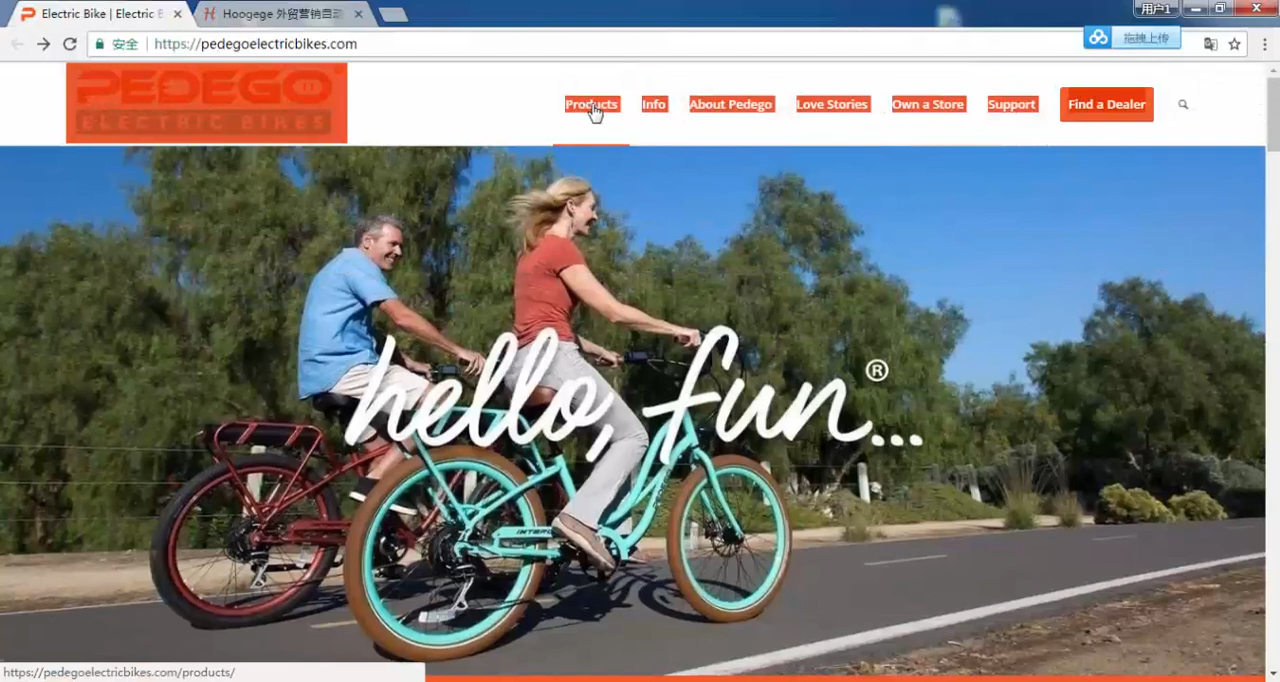 Electric Bike | Electric B
Hoogege 外贸营销自动
用户1
安全
https://pedegoelectricbikes.com
拖拽上传
PEDEGO
ELECTRIC BIKES
Products
Info
About Pedego
Love Stories
Own a Store
Support
Find a Dealer
hello, fun®...
https://pedegoelectricbikes.com/products/